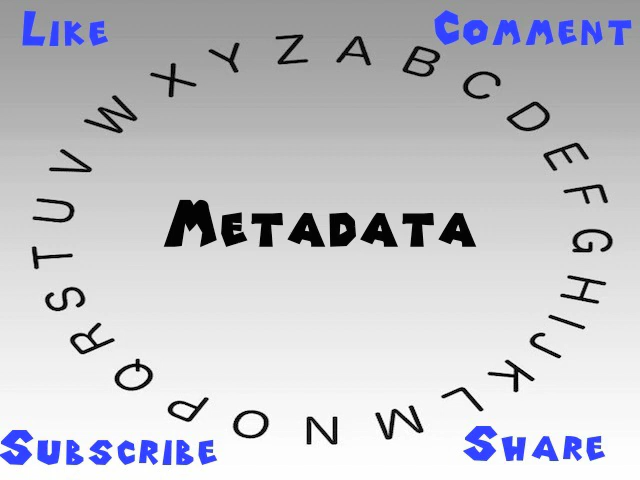 Like
Comment
A B C D E F G H I J K L M N O P Q R S T U V W X Y Z
Metadata
Subscribe
Share